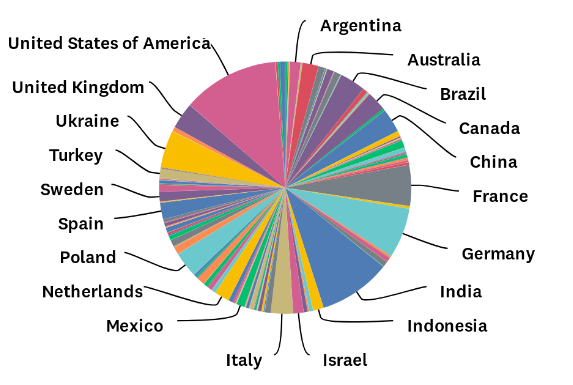 Argentina
Australia
Brazil
Canada
China
France
Germany
India
Indonesia
Israel
Italy
Mexico
Netherlands
Poland
Spain
Sweden
Turkey
Ukraine
United Kingdom
United States of America